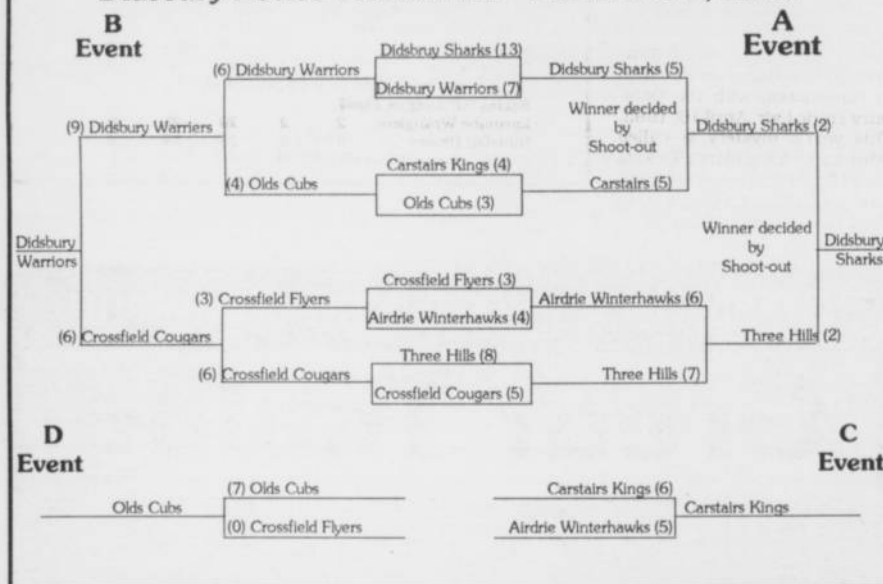 B
Event
A
Event
Didsbruy Sharks (13)
(6) Didsbury Warriors
Didsbury Warriors (7)
Didsbury Sharks (5)
(9) Didsbury Warriers
Winner decided
by
Shoot-out
Didsbury Sharks (2)
Carstairs Kings (4)
(4) Olds Cubs
Olds Cubs (3)
Carstairs (5)
Didsbury
Warriors
Winner decided
by
Shoot-out
Didsbury
Sharks
Crossfield Flyers (3)
(3) Crossfield Flyers
Airdrie Winterhawks (4)
Airdrie Winterhawks (6)
(6) Crossfield Cougars
Three Hills (2)
Three Hills (8)
(6) Crossfield Cougars
Crossfield Cougars (5)
Three Hills (7)
D
Event
C
Event
(7) Olds Cubs
Olds Cubs
(0) Crossfield Flyers
Carstairs Kings (6)
Carstairs Kings
Airdrie Winterhawks (5)